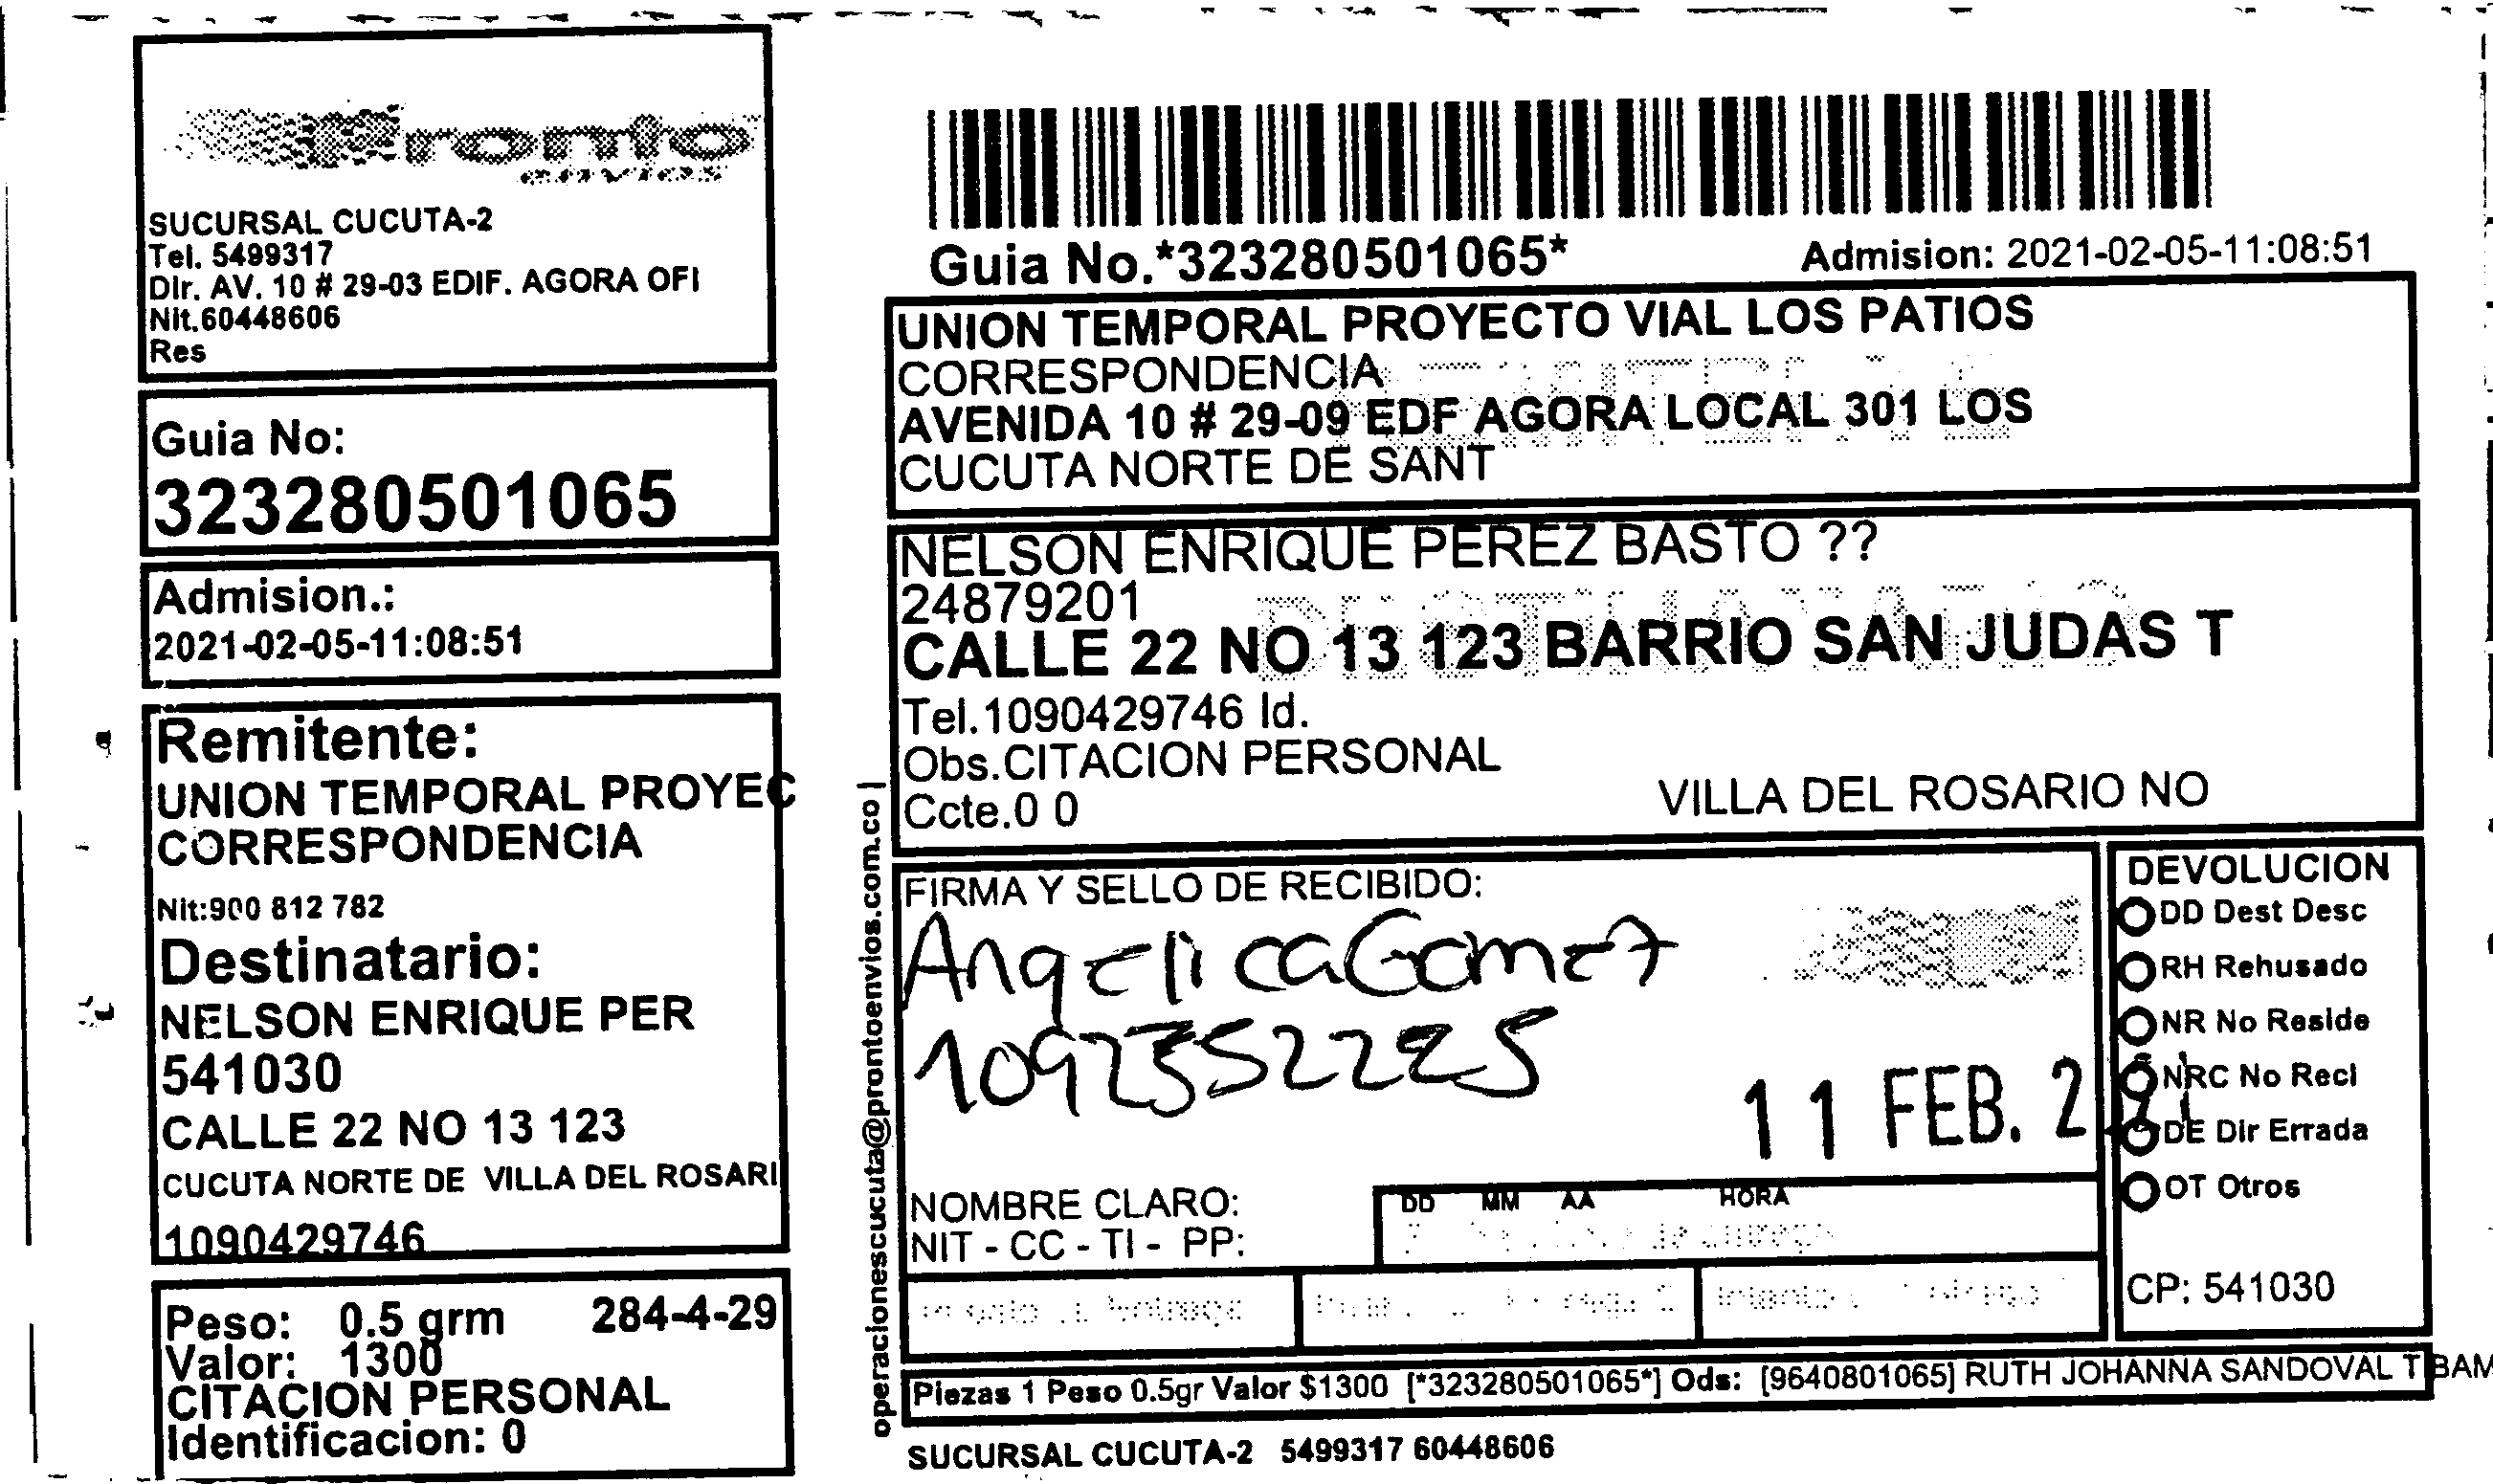 Pronto
envios
SUCURSAL CUCUTA-2
Tel. 5499317
Dir. AV. 10 # 29-03 EDIF. AGORA OFI
Nit.60448606
Res
Guia No:
323280501065
Admision.:
2021-02-05-11:08:51
Remitente:
UNION TEMPORAL PROYEC
CORRESPONDENCIA
Nit:900 812 782
Destinatario:
NELSON ENRIQUE PER
541030
CALLE 22 NO 13 123
CUCUTA NORTE DE VILLA DEL ROSARI
1090429746
Peso: 0.5 grm 284-4-29
Valor: 1300
CITACION PERSONAL
Identificacion: 0
operacionescucuta@prontoenvios.com.co |
Guia No.*323280501065* Admision: 2021-02-05-11:08:51
UNION TEMPORAL PROYECTO VIAL LOS PATIOS
CORRESPONDENCIA
AVENIDA 10 # 29-09 EDF AGORA LOCAL 301 LOS
CUCUTA NORTE DE SANT
NELSON ENRIQUE PEREZ BASTO ??
24879201
DESTINATARIO
CALLE 22 NO 13 123 BARRIO SAN JUDAS T
Tel.1090429746 Id.
Obs.CITACION PERSONAL
Ccte.0 0 VILLA DEL ROSARIO NO
FIRMA Y SELLO DE RECIBIDO:
Angelica Gomez
1092352225
11 FEB.
NOMBRE CLARO:
NIT - CC - TI - PP:
DD MM AA HORA
DEVOLUCION
DD Dest Desc
RH Rehusado
NR No Reside
NRC No Recl
DE Dir Errada
OT Otros
CP: 541030
Piezas 1 Peso 0.5gr Valor $1300 [*323280501065*] Ods: [9640801065] RUTH JOHANNA SANDOVAL TIBAM
SUCURSAL CUCUTA-2 5499317 60448606